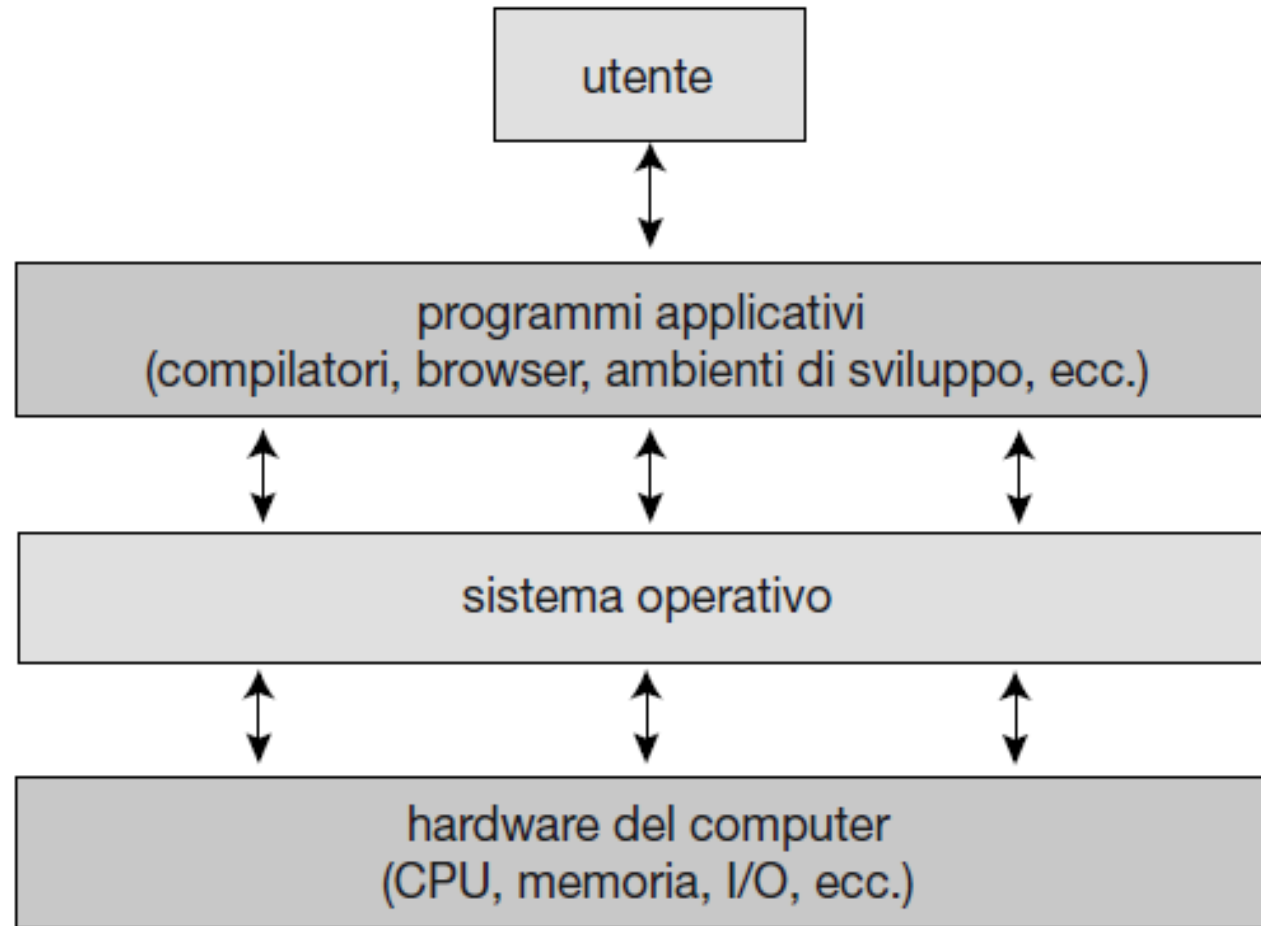 utente
programmi applicativi
(compilatori, browser, ambienti di sviluppo, ecc.)
sistema operativo
hardware del computer
(CPU, memoria, I/O, ecc.)